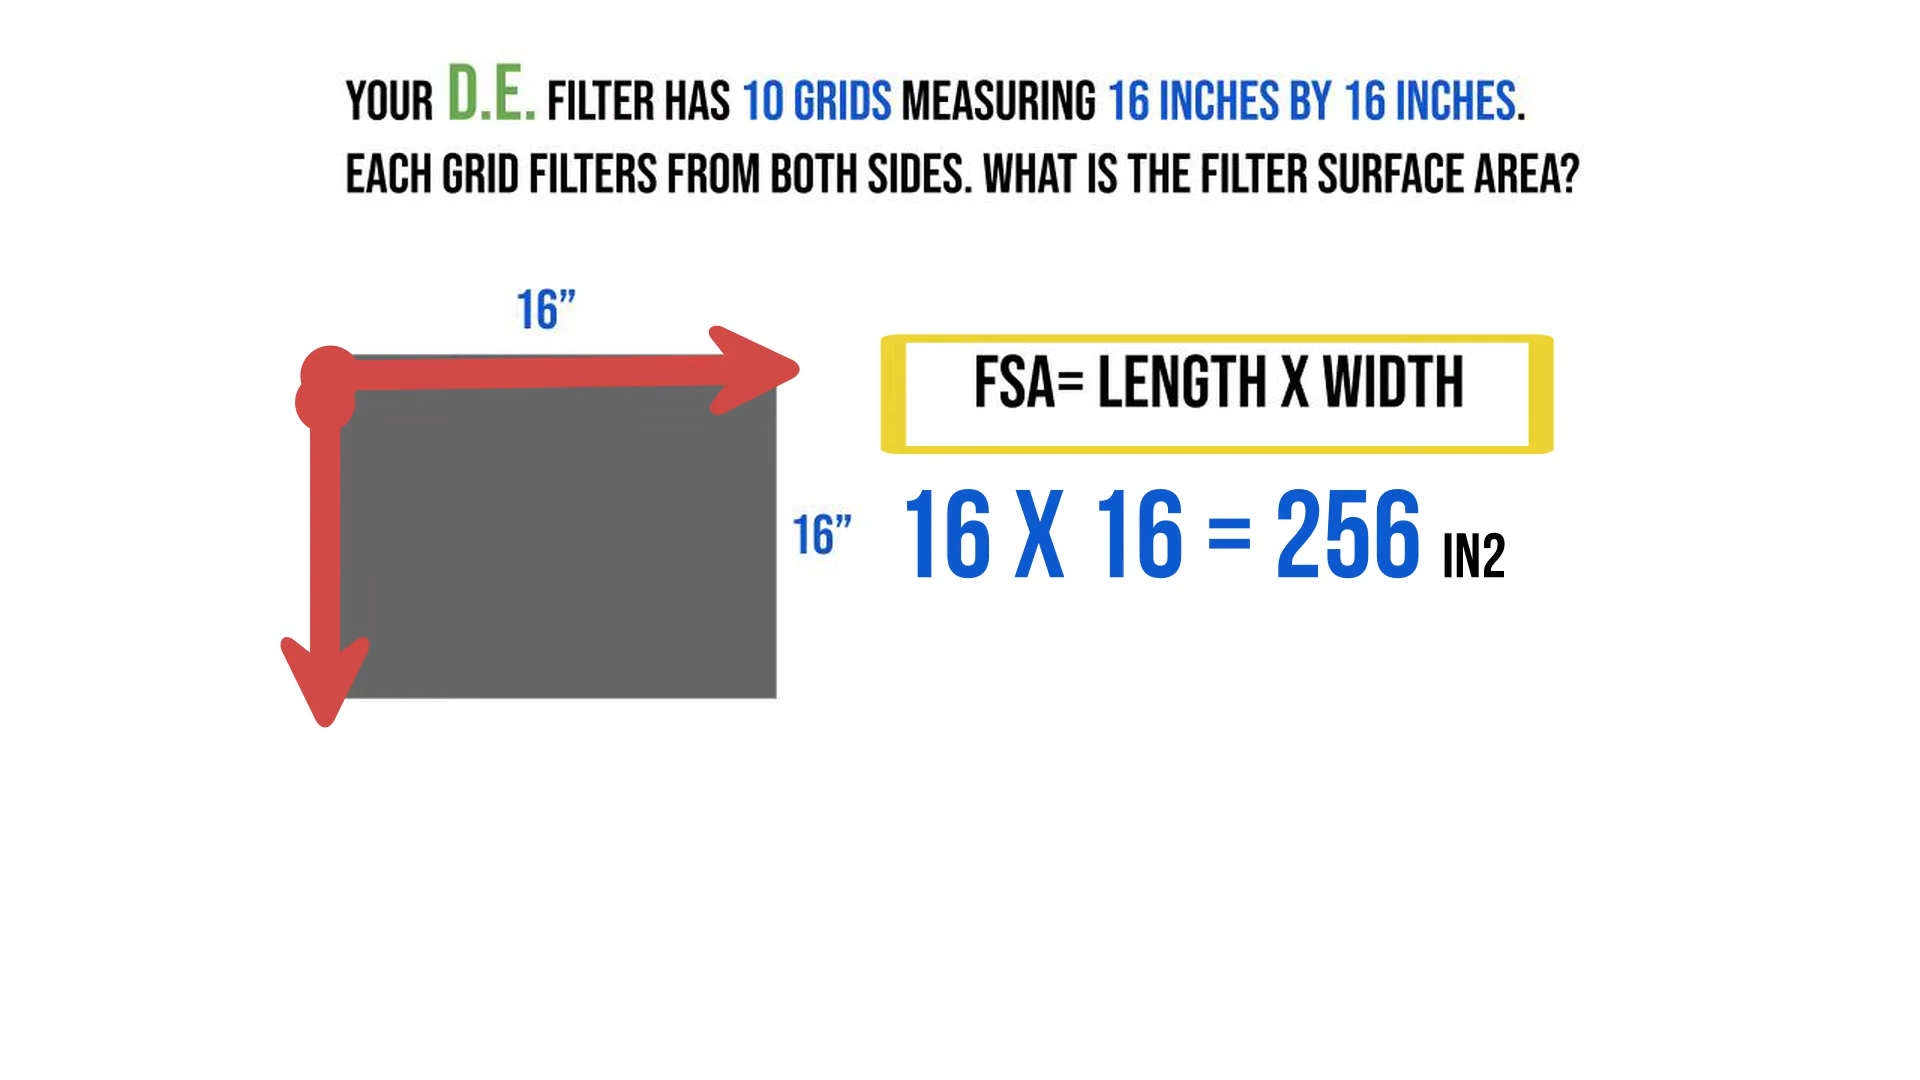 YOUR D.E. FILTER HAS 10 GRIDS MEASURING 16 INCHES BY 16 INCHES.
EACH GRID FILTERS FROM BOTH SIDES. WHAT IS THE FILTER SURFACE AREA?
16”
FSA= LENGTH X WIDTH
16”
16 X 16 = 256 IN2